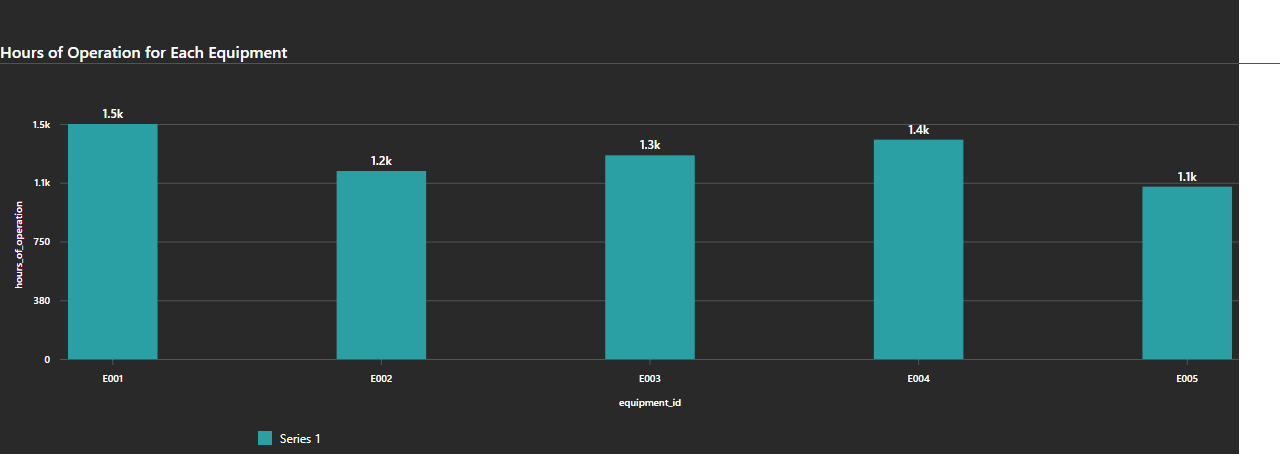 Hours of Operation for Each Equipment
1.5k
1.2k
1.3k
1.4k
1.1k
1.5k
1.1k
750
380
0
hours_of_operation
E001 E002 E003 E004 E005
equipment_id
Series 1